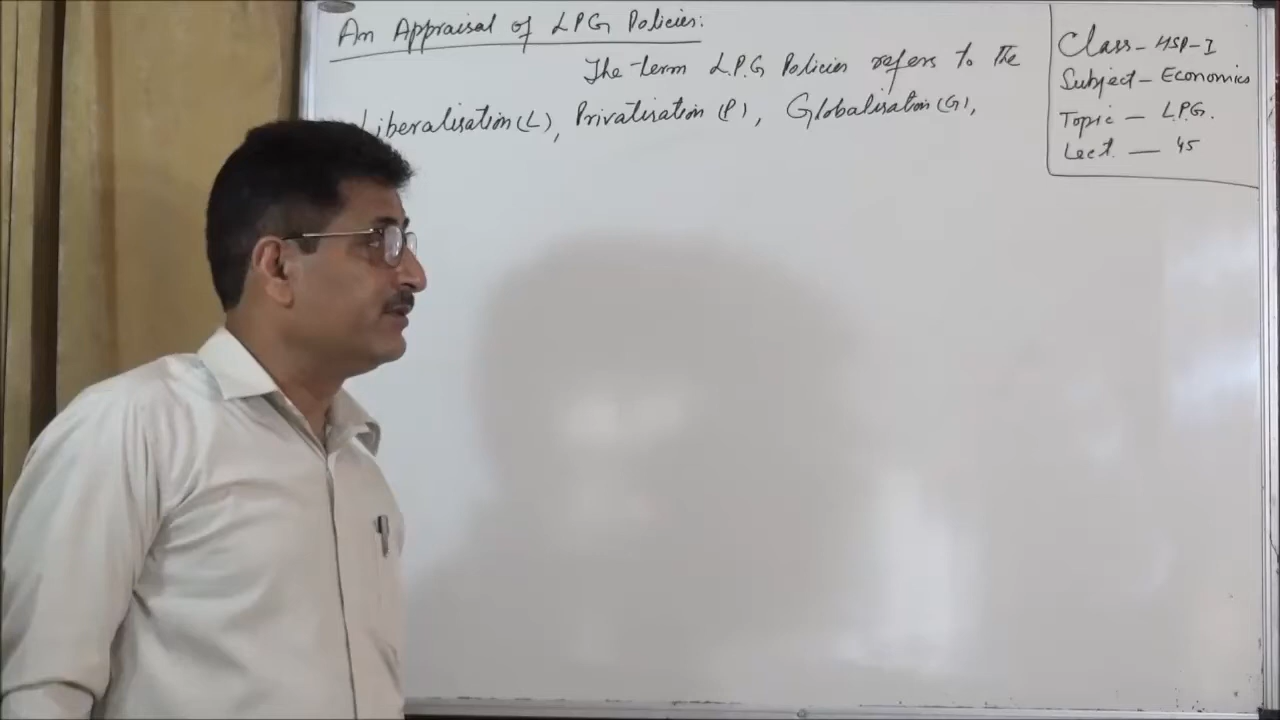 An Appraisal of LPG Policies:
The term L.P.G Policies refers to the
Liberalisation (L), Privatisation (P), Globalisation (G),
Class - HSP-I
Subject - Economics
Topic - L.P.G.
Lect. — 45